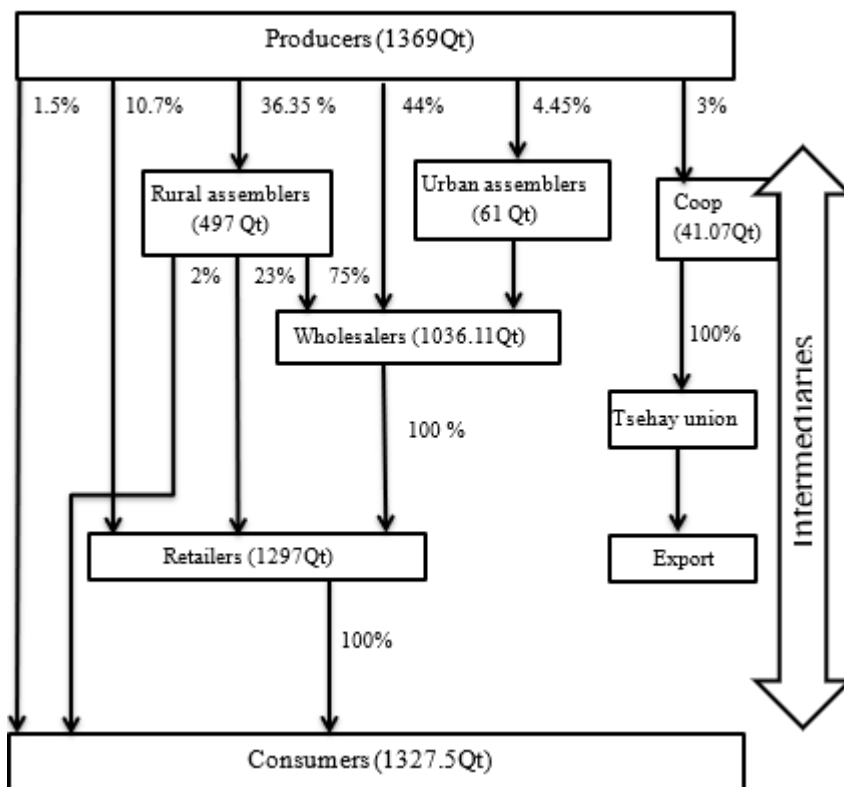 Producers (1369Qt)
1.5%
10.7%
36.35 %
44%
4.45%
3%
Rural assemblers
(497 Qt)
Urban assemblers
(61 Qt)
Coop
(41.07Qt)
2%
23%
75%
Wholesalers (1036.11Qt)
100%
100 %
Tsehay union
Retailers (1297Qt)
Export
100%
Consumers (1327.5Qt)
Intermediaries